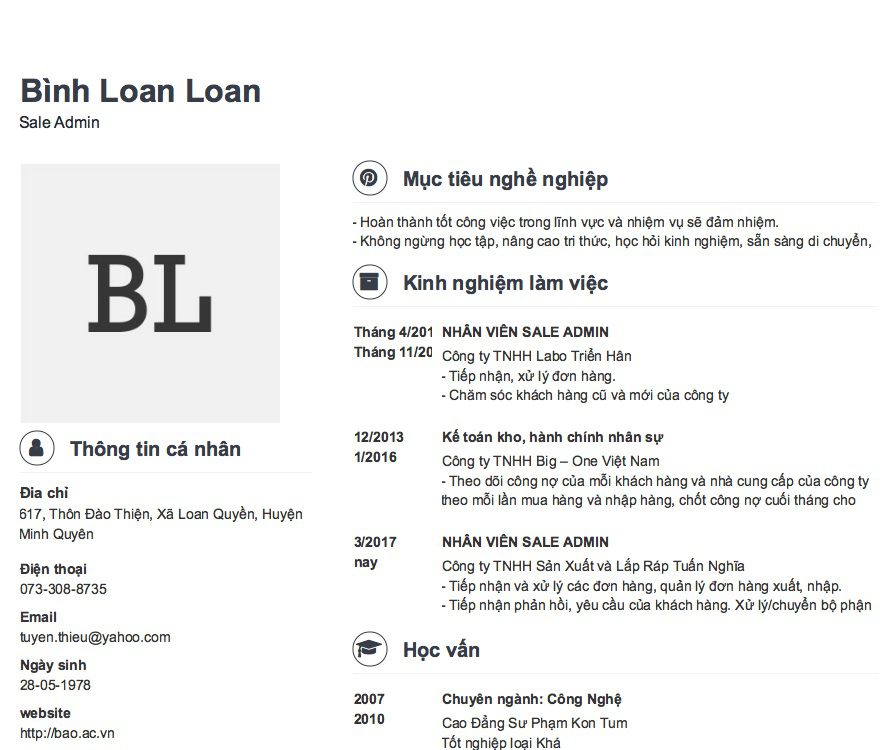 Bình Loan Loan
Sale Admin
BL
Thông tin cá nhân
Đia chỉ
617, Thôn Đào Thiện, Xã Loan Quyền, Huyện
Minh Quyên
Điện thoại
073-308-8735
Email
tuyen.thieu@yahoo.com
Ngày sinh
28-05-1978
website
http://bao.ac.vn
Mục tiêu nghề nghiệp
- Hoàn thành tốt công việc trong lĩnh vực và nhiệm vụ sẽ đảm nhiệm.
- Không ngừng học tập, nâng cao tri thức, học hỏi kinh nghiệm, sẵn sàng di chuyển,
Kinh nghiệm làm việc
Tháng 4/201
Tháng 11/20
NHÂN VIÊN SALE ADMIN
Công ty TNHH Labo Triển Hân
- Tiếp nhận, xử lý đơn hàng.
- Chăm sóc khách hàng cũ và mới của công ty
12/2013
1/2016
Kế toán kho, hành chính nhân sự
Công ty TNHH Big – One Việt Nam
- Theo dõi công nợ của mỗi khách hàng và nhà cung cấp của công ty
theo mỗi lần mua hàng và nhập hàng, chốt công nợ cuối tháng cho
3/2017
nay
NHÂN VIÊN SALE ADMIN
Công ty TNHH Sản Xuất và Lắp Ráp Tuấn Nghĩa
- Tiếp nhận và xử lý các đơn hàng, quản lý đơn hàng xuất, nhập.
- Tiếp nhận phản hồi, yêu cầu của khách hàng. Xử lý/chuyển bộ phận
Học vấn
2007
2010
Chuyên ngành: Công Nghệ
Cao Đẳng Sư Phạm Kon Tum
Tốt nghiệp loại Khá